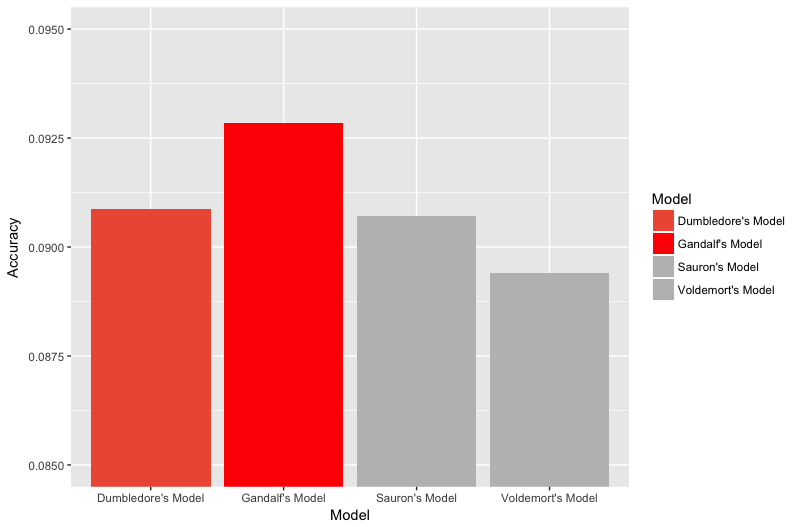 0.0950
0.0925
0.0900
0.0875
0.0850
Accuracy
Dumbledore's Model
Gandalf's Model
Sauron's Model
Voldemort's Model
Model
Model
Dumbledore's Model
Gandalf's Model
Sauron's Model
Voldemort's Model